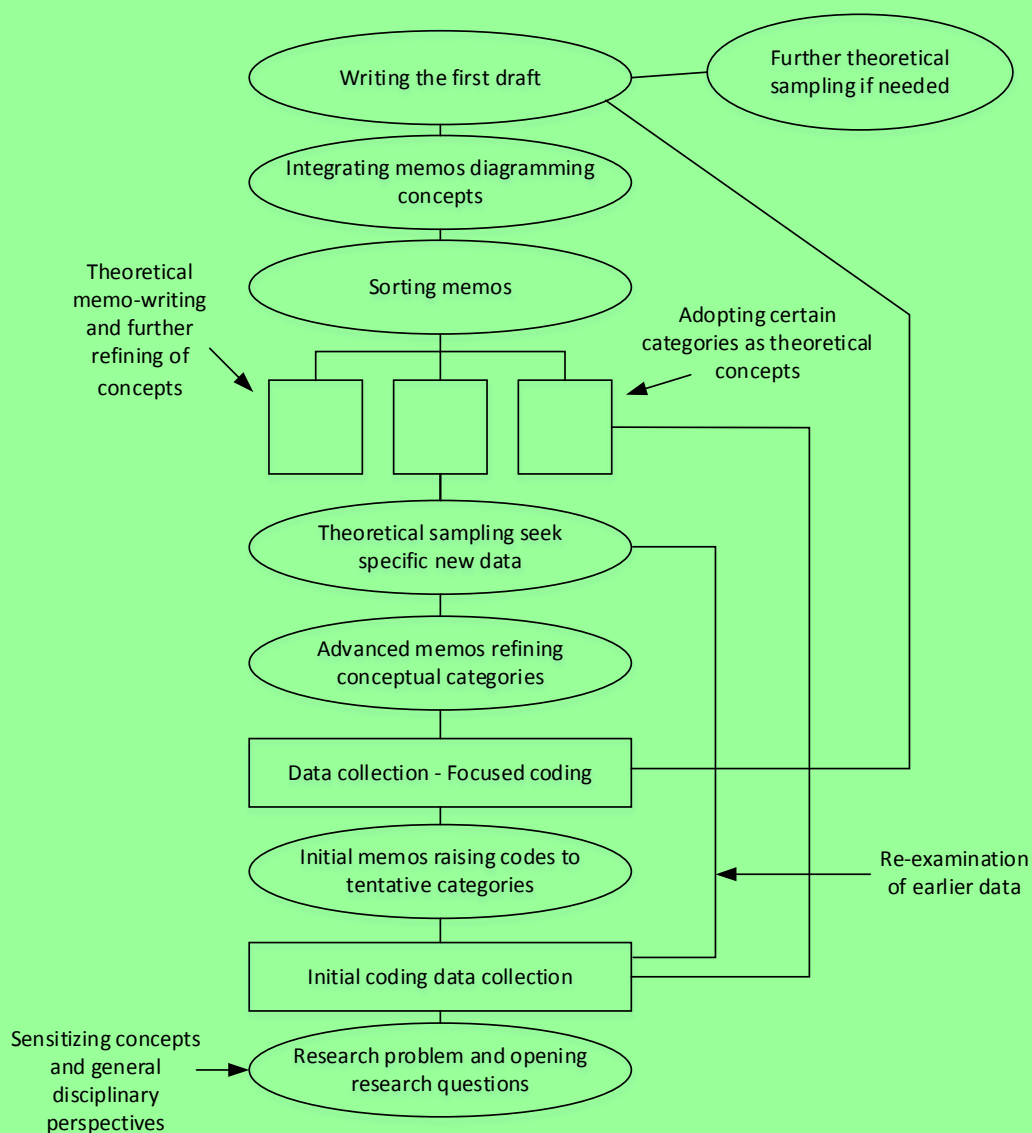 Writing the first draft
Further theoretical
sampling if needed
Integrating memos diagramming
concepts
Sorting memos
Theoretical
memo-writing
and further
refining of
concepts
Adopting certain
categories as theoretical
concepts
Theoretical sampling seek
specific new data
Advanced memos refining
conceptual categories
Data collection - Focused coding
Initial memos raising codes to
tentative categories
Re-examination
of earlier data
Initial coding data collection
Sensitizing concepts
and general
disciplinary
perspectives
Research problem and opening
research questions